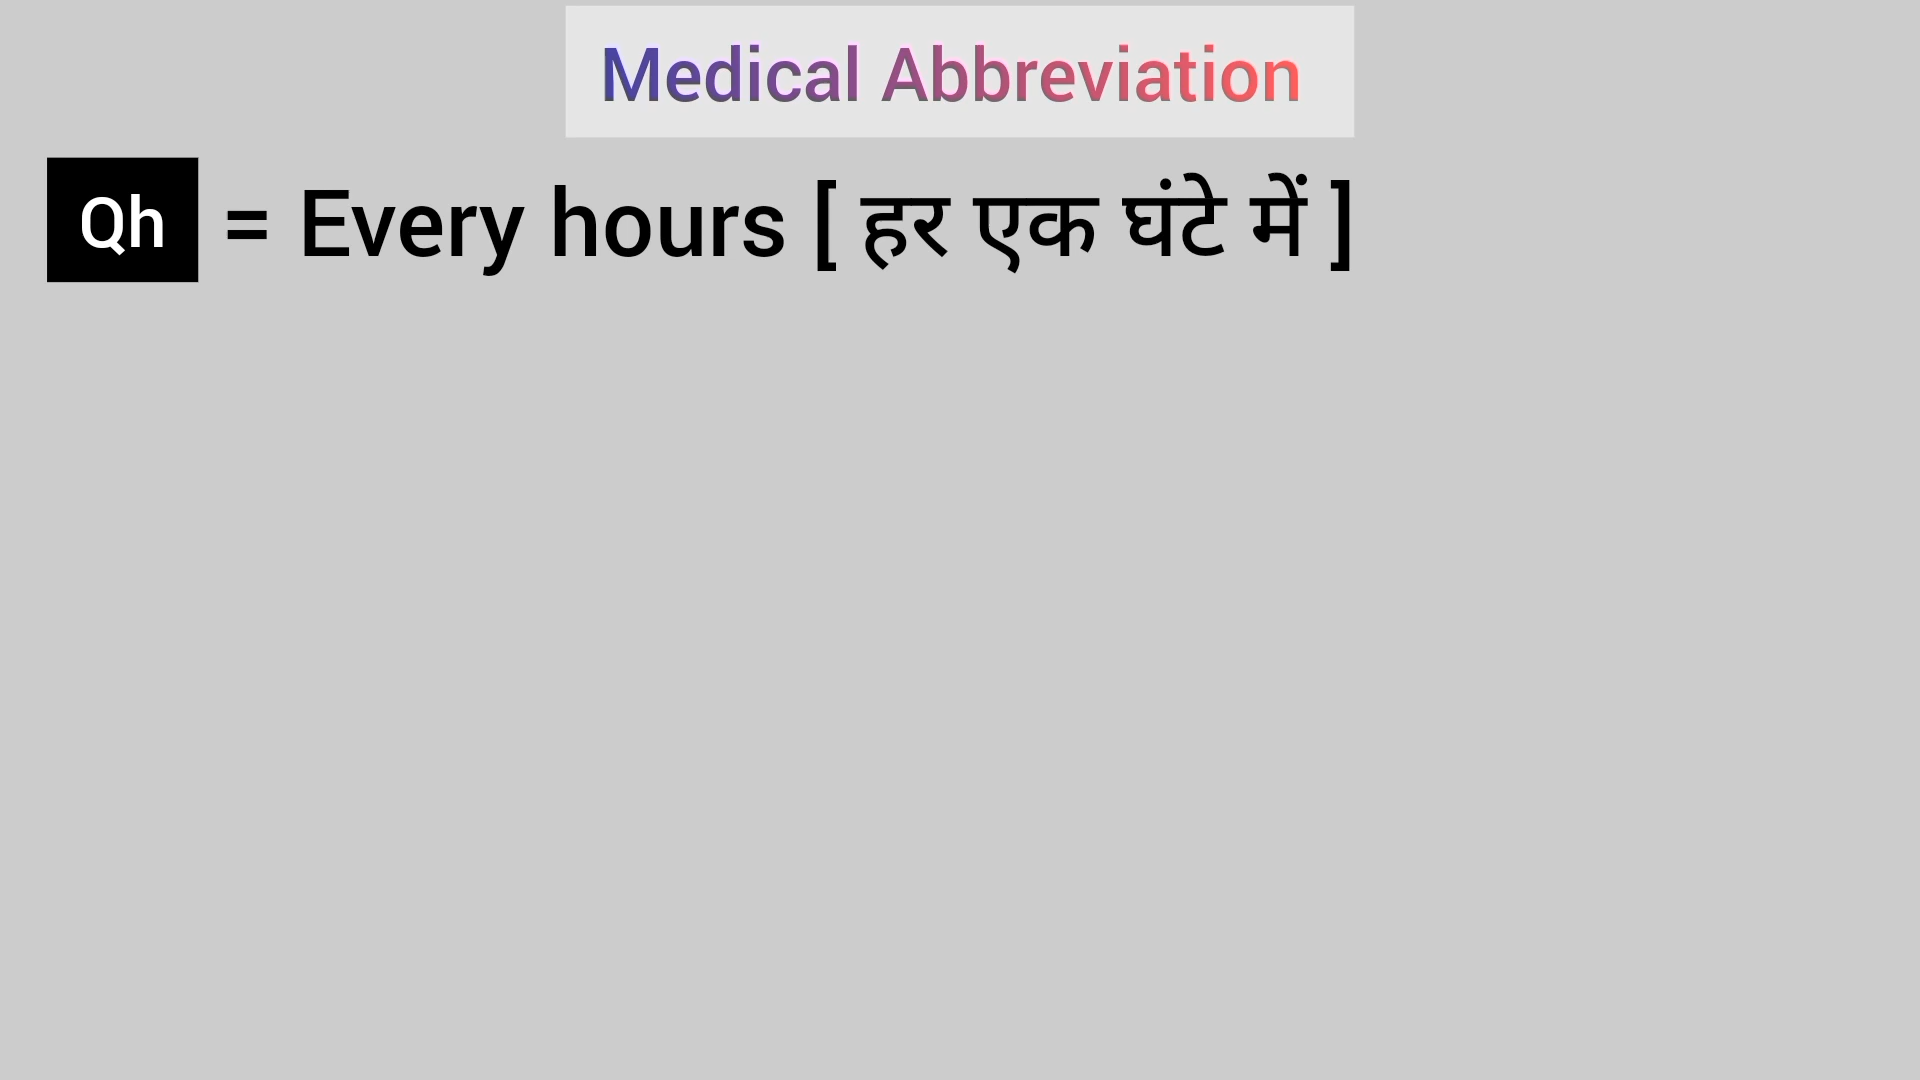 Medical Abbreviation
Qh = Every hours [ हर एक घंटे में ]